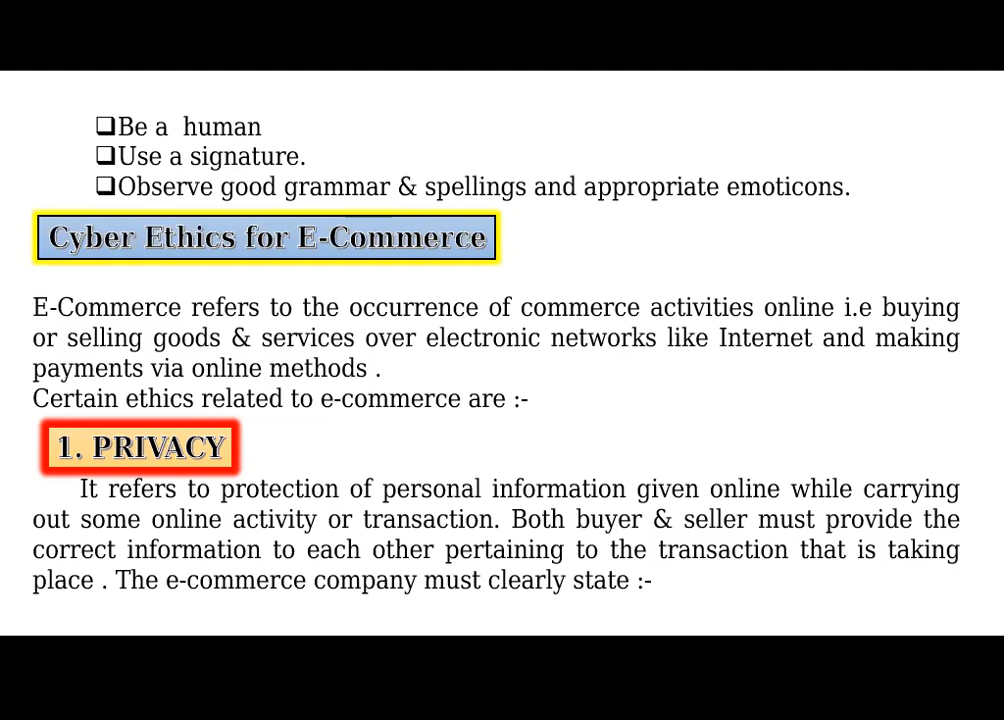 ❑Be a  human
❑Use a signature.
❑Observe good grammar & spellings and appropriate emoticons.
Cyber Ethics for E-Commerce
E-Commerce refers to the occurrence of commerce activities online i.e buying
or selling goods & services over electronic networks like Internet and making
payments via online methods .
Certain ethics related to e-commerce are :-
1. PRIVACY
It refers to protection of personal information given online while carrying
out some online activity or transaction. Both buyer & seller must provide the
correct information to each other pertaining to the transaction that is taking
place . The e-commerce company must clearly state :-